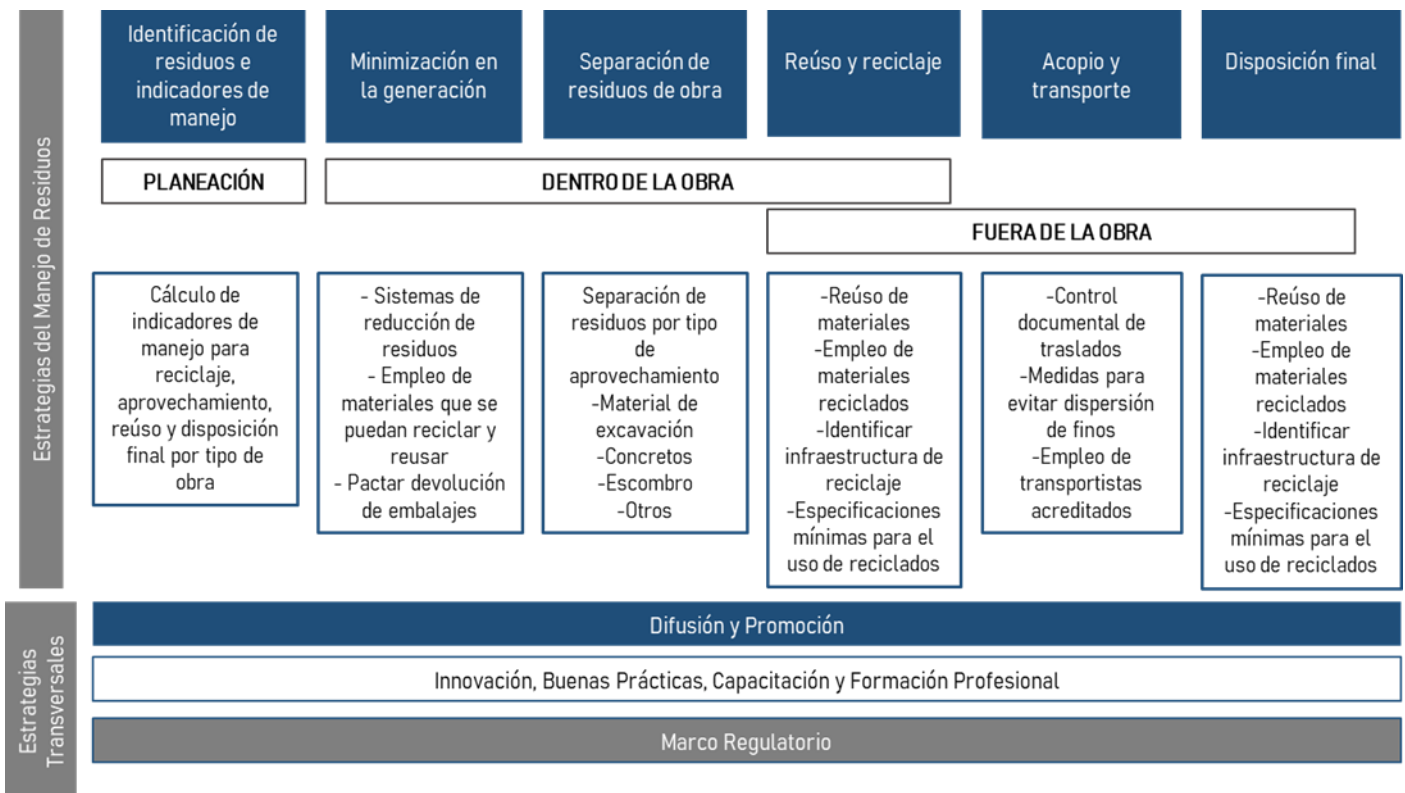 Estrategias del Manejo de Residuos
Identificación de
residuos e
indicadores de
manejo
Minimización en
la generación
Separación de
residuos de obra
Reúso y reciclaje
Acopio y
transporte
Disposición final
PLANEACIÓN
DENTRO DE LA OBRA
FUERA DE LA OBRA
Cálculo de
indicadores de
manejo para
reciclaje,
aprovechamiento,
reúso y disposición
final por tipo de
obra
- Sistemas de
reducción de
residuos
- Empleo de
materiales que se
puedan reciclar y
reusar
- Pactar devolución
de embalajes
Separación de
residuos por tipo
de
aprovechamiento
-Material de
excavación
-Concretos
-Escombro
-Otros
-Reúso de
materiales
-Empleo de
materiales
reciclados
-Identificar
infraestructura de
reciclaje
-Especificaciones
mínimas para el
uso de reciclados
-Control
documental de
traslados
-Medidas para
evitar dispersión
de finos
-Empleo de
transportistas
acreditados
-Reúso de
materiales
-Empleo de
materiales
reciclados
-Identificar
infraestructura de
reciclaje
-Especificaciones
mínimas para el
uso de reciclados
Estrategias
Transversales
Difusión y Promoción
Innovación, Buenas Prácticas, Capacitación y Formación Profesional
Marco Regulatorio